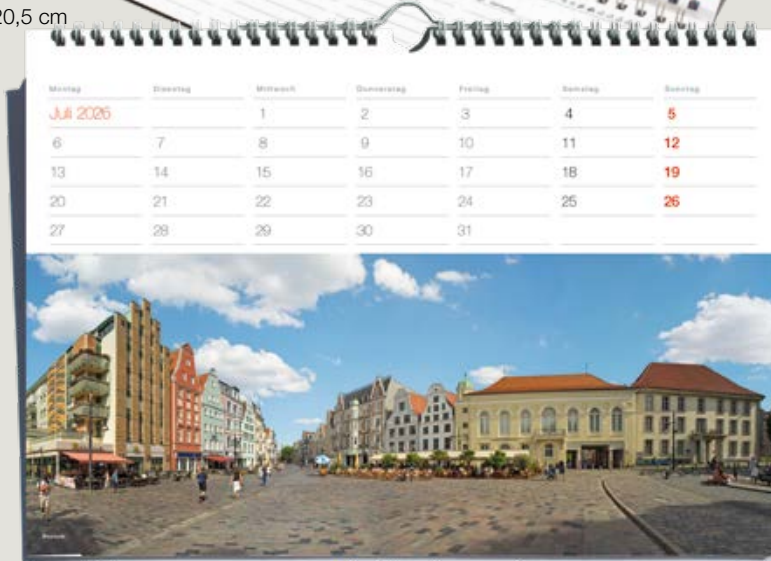 20,5 cm
Montag Dienstag Mittwoch Donnerstag Freitag Samstag Sonntag
Juli 2026 1 2 3 4 5
6 7 8 9 10 11 12
13 14 15 16 17 18 19
20 21 22 23 24 25 26
27 28 29 30 31